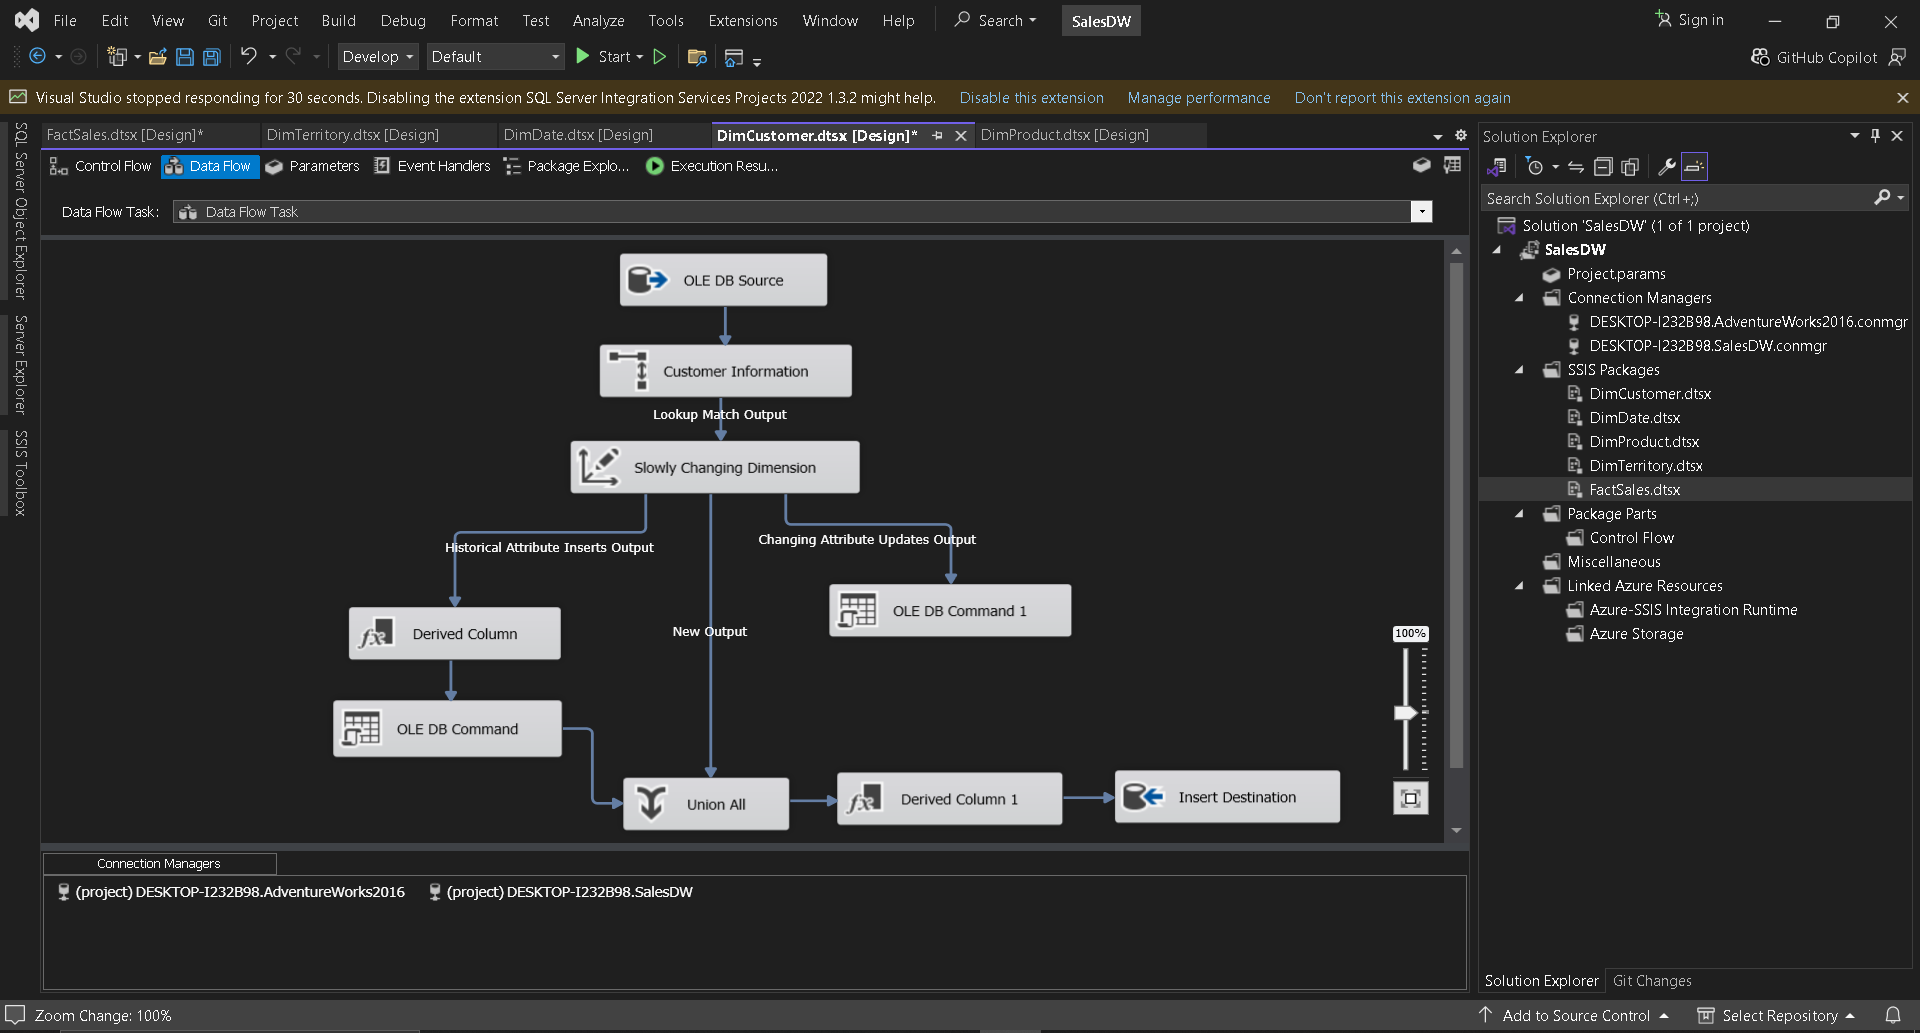 File Edit View Git Project Build Debug Format Test Analyze Tools Extensions Window Help Search SalesDW Sign in
Develop Default Start GitHub Copilot
Visual Studio stopped responding for 30 seconds. Disabling the extension SQL Server Integration Services Projects 2022 1.3.2 might help. Disable this extension Manage performance Don't report this extension again
SQL Server Object Explorer
Server Explorer
SSIS Toolbox
FactSales.dtsx [Design]* DimTerritory.dtsx [Design] DimDate.dtsx [Design] DimCustomer.dtsx [Design]* DimProduct.dtsx [Design]
Control Flow Data Flow Parameters Event Handlers Package Explo... Execution Resu...
Data Flow Task: Data Flow Task
OLE DB Source
Customer Information
Lookup Match Output
Slowly Changing Dimension
Historical Attribute Inserts Output
Changing Attribute Updates Output
OLE DB Command 1
Derived Column
New Output
OLE DB Command
Union All
Derived Column 1
Insert Destination
100%
Connection Managers
(project) DESKTOP-I232B98.AdventureWorks2016 (project) DESKTOP-I232B98.SalesDW
Solution Explorer
Search Solution Explorer (Ctrl+;)
Solution 'SalesDW' (1 of 1 project)
SalesDW
Project.params
Connection Managers
DESKTOP-I232B98.AdventureWorks2016.conmgr
DESKTOP-I232B98.SalesDW.conmgr
SSIS Packages
DimCustomer.dtsx
DimDate.dtsx
DimProduct.dtsx
DimTerritory.dtsx
FactSales.dtsx
Package Parts
Control Flow
Miscellaneous
Linked Azure Resources
Azure-SSIS Integration Runtime
Azure Storage
Solution Explorer Git Changes
Zoom Change: 100% Add to Source Control Select Repository